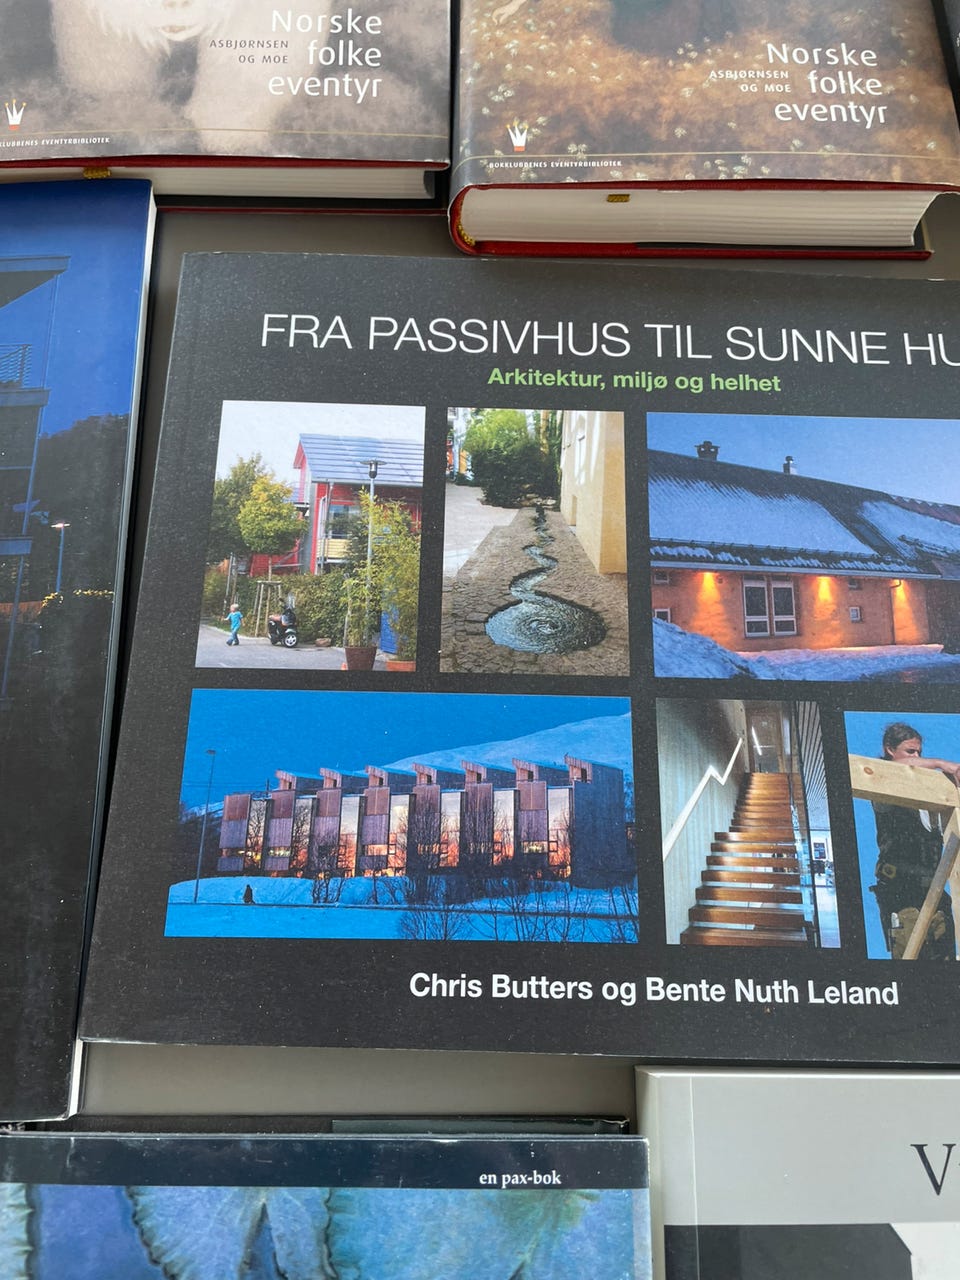 Norske
ASBJØRNSEN folke
OG MOE eventyr
KLUBBENES EVENTYRBIBLIOTEK
Norske
ASBJØRNSEN folke
OG MOE eventyr
BOKKLUBBENES EVENTYRBIBLIOTEK
FRA PASSIVHUS TIL SUNNE HU
Arkitektur, miljø og helhet
Chris Butters og Bente Nuth Leland
en pax-bok
V